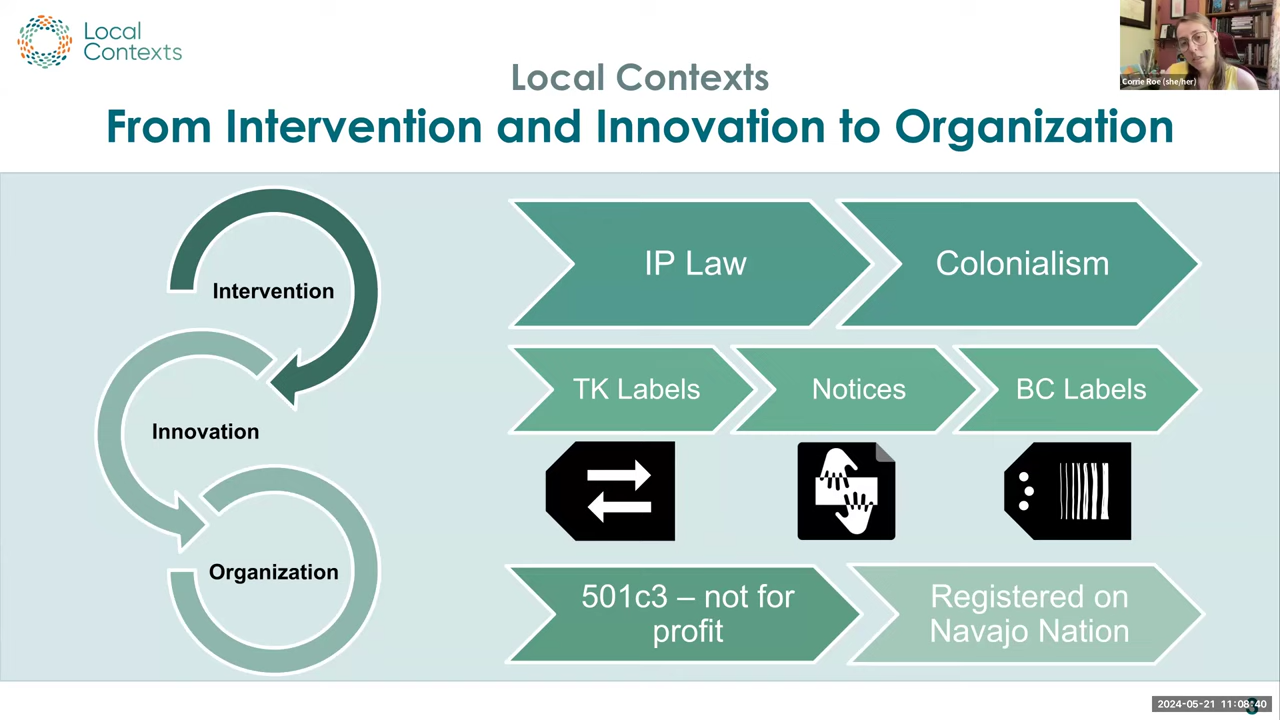 Local
Contexts
Corrie Roe (she/her)
Local Contexts
From Intervention and Innovation to Organization
Intervention
IP Law
Colonialism
Innovation
TK Labels
Notices
BC Labels
Organization
501c3 – not for
profit
Registered on
Navajo Nation
2024-05-21 11:08:40
3